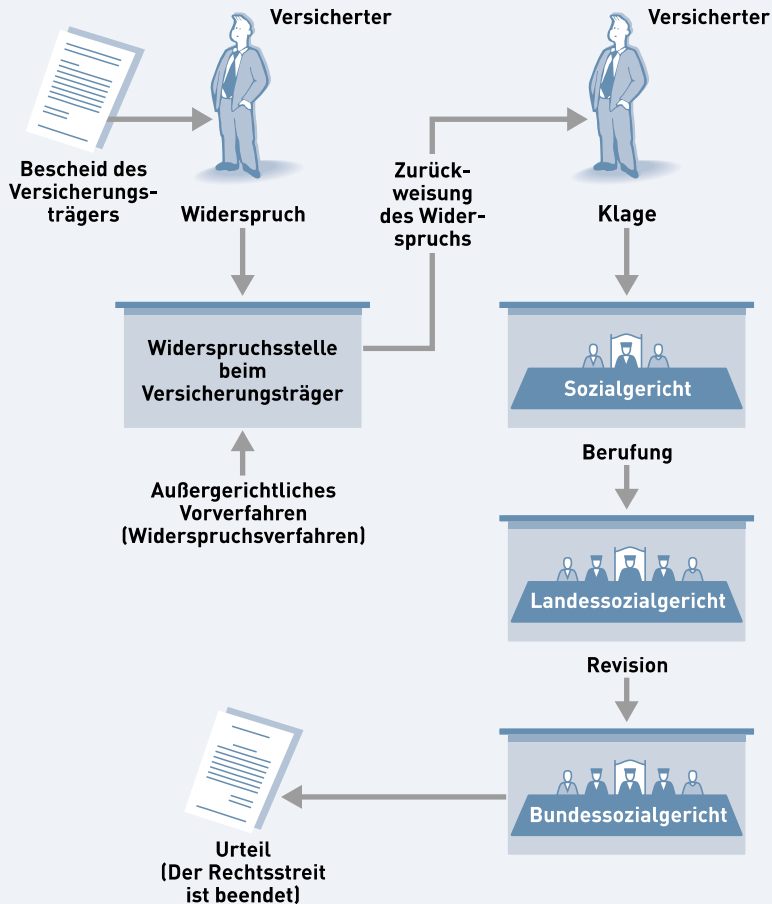 Versicherter
Bescheid des
Versicherungs-
trägers
Widerspruch
Widerspruchsstelle
beim
Versicherungsträger
Außergerichtliches
Vorverfahren
(Widerspruchsverfahren)
Zurück-
weisung
des Wider-
spruchs
Versicherter
Klage
Sozialgericht
Berufung
Landessozialgericht
Revision
Bundessozialgericht
Urteil
(Der Rechtsstreit
ist beendet)